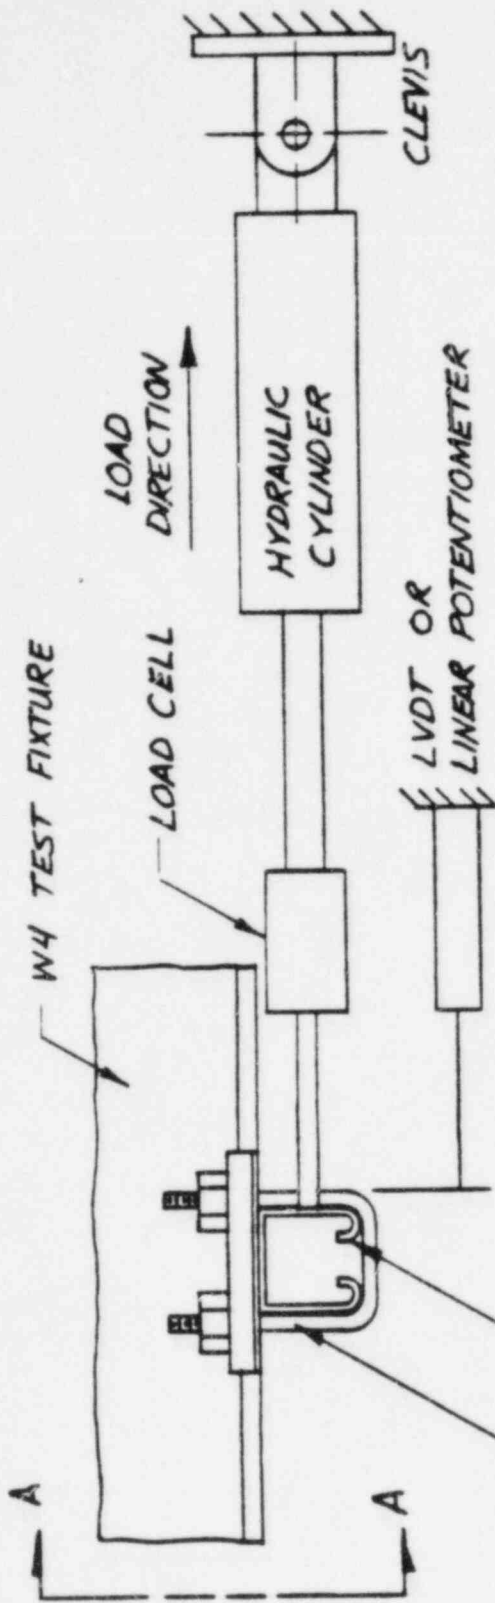 W4 TEST FIXTURE
LOAD CELL
LOAD
DIRECTION
HYDRAULIC
CYLINDER
CLEVIS
LVDT OR
LINEAR POTENTIOMETER
A
A